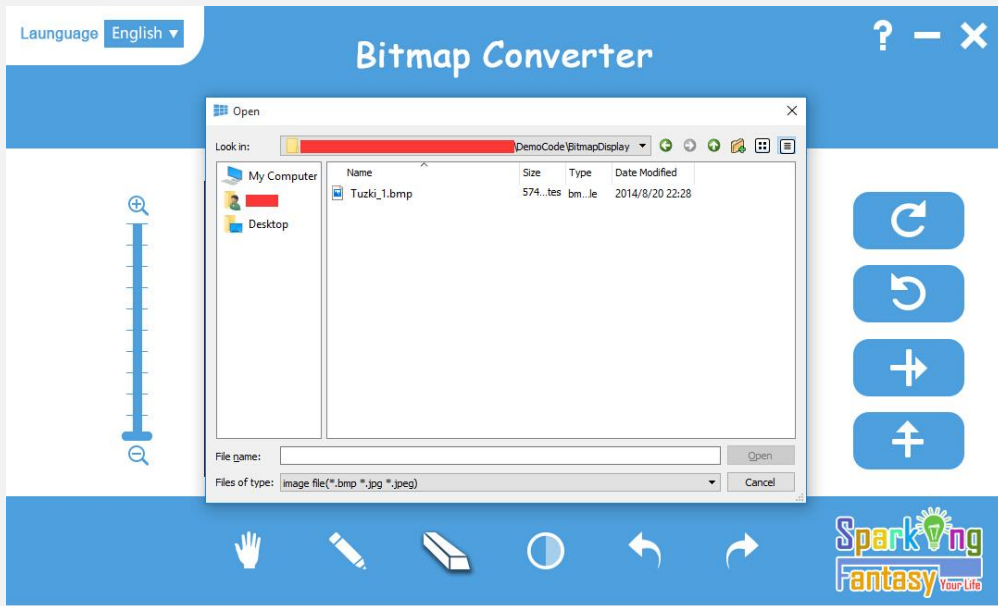 Launguage English
?
Bitmap Converter
Open
Look in: \DemoCode\BitmapDisplay
My Computer
Desktop
Name Size Type Date Modified
Tuzki_1.bmp 574...tes bm...le 2014/8/20 22:28
File name: Open
Files of type: image file(*.bmp *.jpg *.jpeg) Cancel
Sparking
Fantasy Your Life